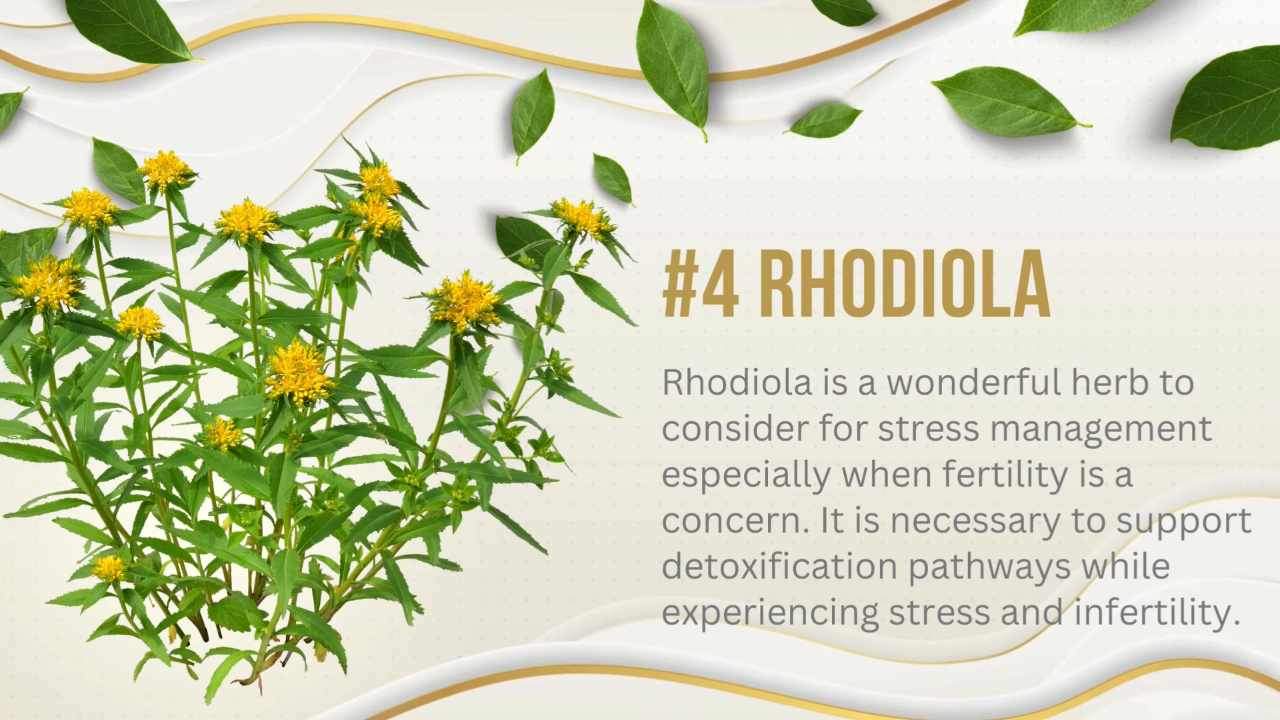 #4 RHODIOLA
Rhodiola is a wonderful herb to
consider for stress management
especially when fertility is a
concern. It is necessary to support
detoxification pathways while
experiencing stress and infertility.